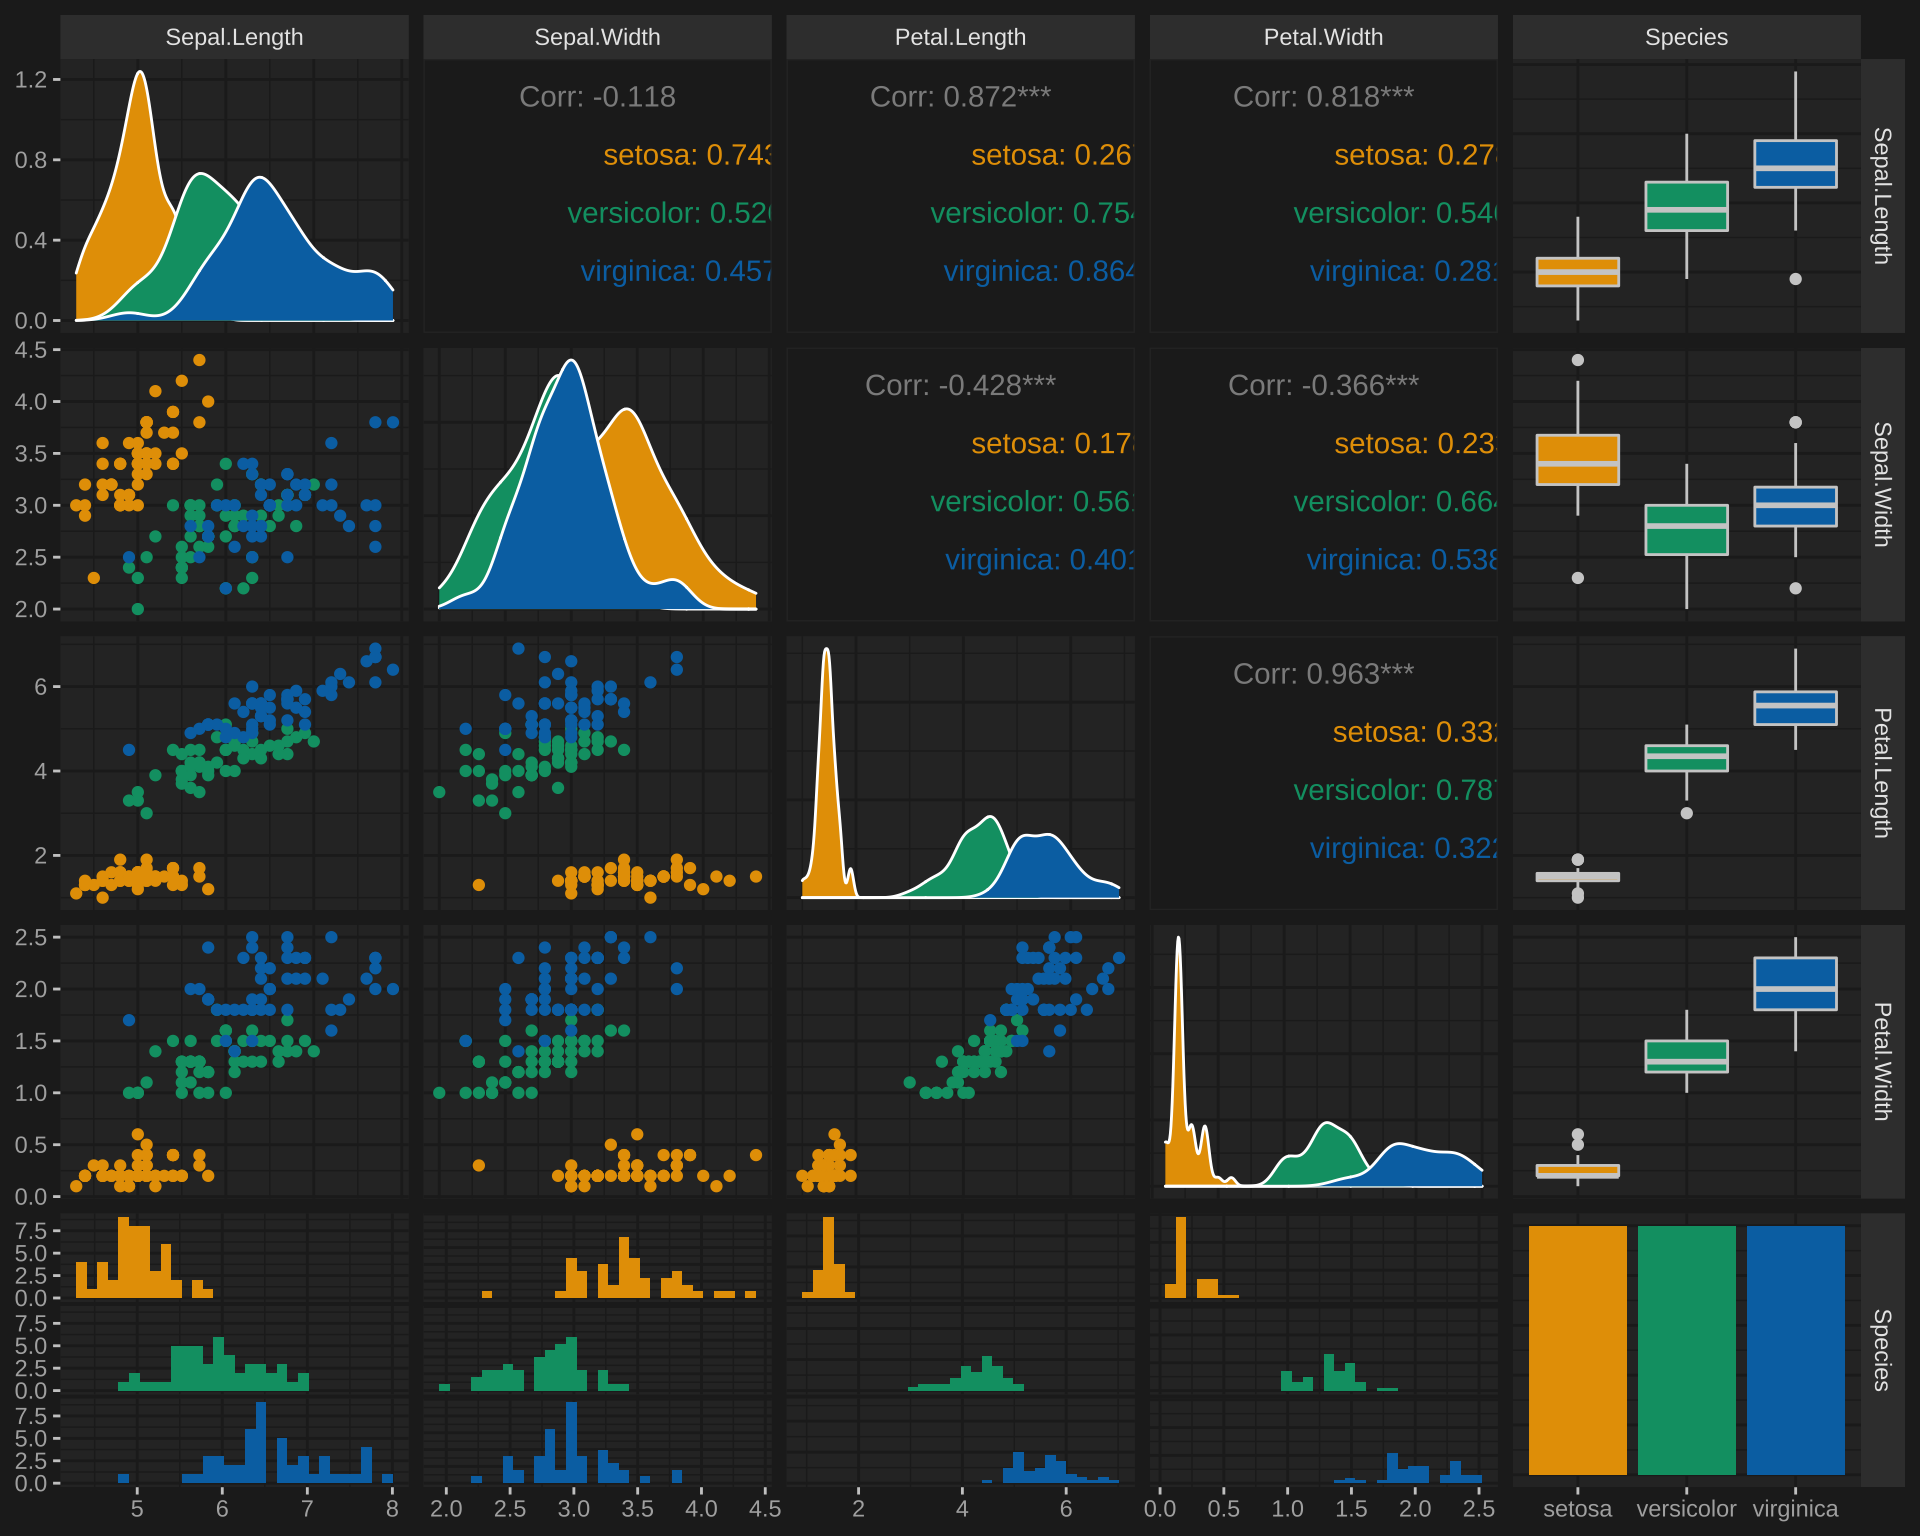 Sepal.Length Sepal.Width Petal.Length Petal.Width Species
1.2
0.8
0.4
0.0
Corr: -0.118
setosa: 0.743
versicolor: 0.526
virginica: 0.457
Corr: 0.872***
setosa: 0.26
versicolor: 0.754
virginica: 0.864
Corr: 0.818***
setosa: 0.27
versicolor: 0.54
virginica: 0.281
Sepal.Length
4.5
4.0
3.5
3.0
2.5
2.0
Corr: -0.428***
setosa: 0.178
versicolor: 0.561
virginica: 0.401
Corr: -0.366***
setosa: 0.23
versicolor: 0.664
virginica: 0.538
Sepal.Width
6
4
2
Corr: 0.963***
setosa: 0.332
versicolor: 0.787
virginica: 0.322
Petal.Length
2.5
2.0
1.5
1.0
0.5
0.0
Petal.Width
7.5
5.0
2.5
0.0
7.5
5.0
2.5
0.0
7.5
5.0
2.5
0.0
Species
5 6 7 8 2.0 2.5 3.0 3.5 4.0 4.5 2 4 6 0.0 0.5 1.0 1.5 2.0 2.5 setosa versicolor virginica